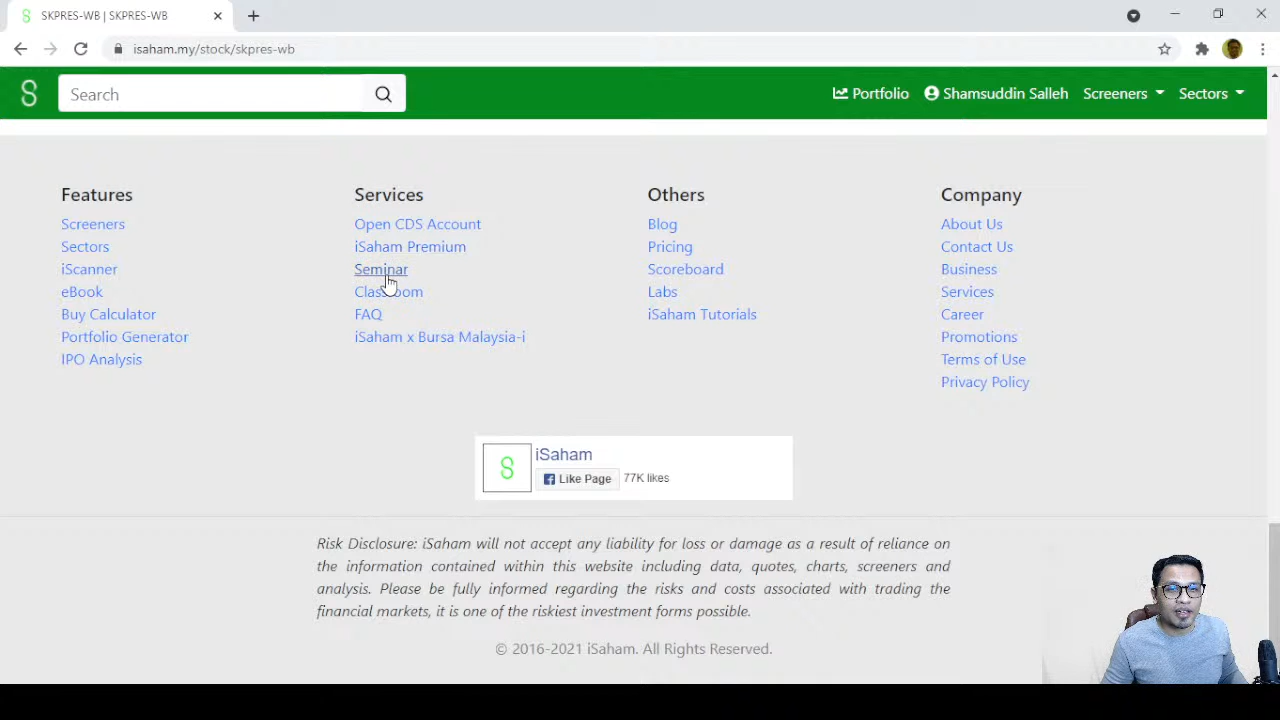 SKPRES-WB | SKPRES-WB
isaham.my/stock/skpres-wb
Search
Portfolio
Shamsuddin Salleh
Screeners
Sectors
Features
Screeners
Sectors
iScanner
eBook
Buy Calculator
Portfolio Generator
IPO Analysis
Services
Open CDS Account
iSaham Premium
Seminar
Classroom
FAQ
iSaham x Bursa Malaysia-i
Others
Blog
Pricing
Scoreboard
Labs
iSaham Tutorials
Company
About Us
Contact Us
Business
Services
Career
Promotions
Terms of Use
Privacy Policy
iSaham
Like Page
77K likes
Risk Disclosure: iSaham will not accept any liability for loss or damage as a result of reliance on
the information contained within this website including data, quotes, charts, screeners and
analysis. Please be fully informed regarding the risks and costs associated with trading the
financial markets, it is one of the riskiest investment forms possible.
© 2016-2021 iSaham. All Rights Reserved.